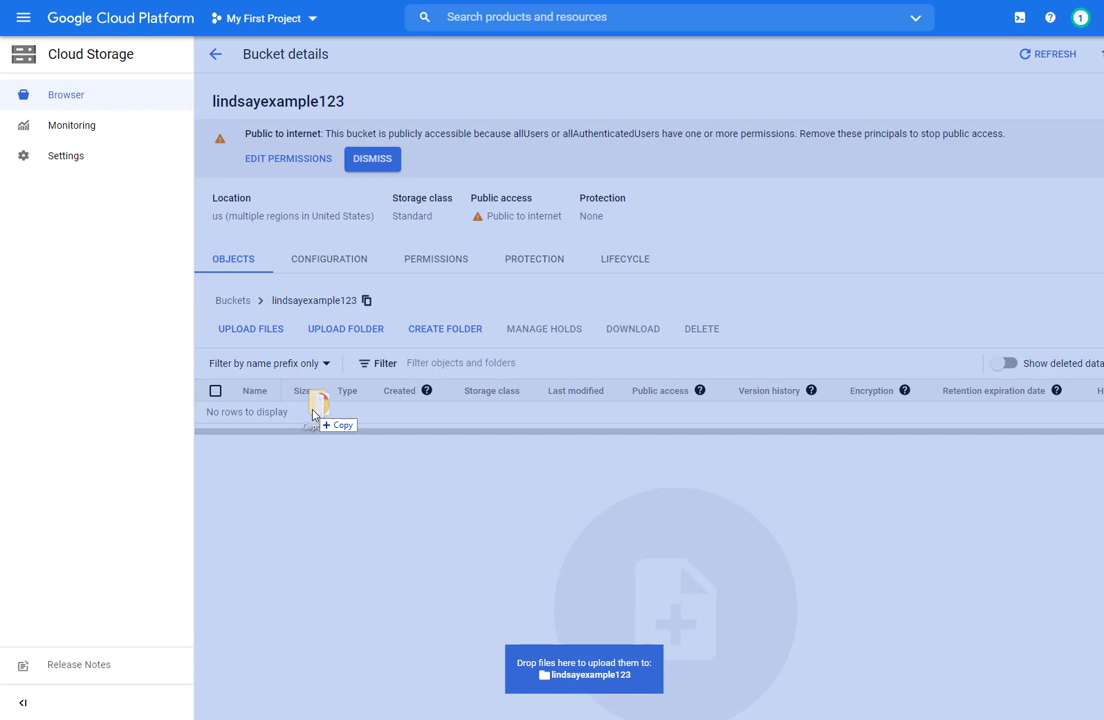 Google Cloud Platform
My First Project
Search products and resources
1
Cloud Storage
Bucket details
REFRESH
Browser
Monitoring
Settings
lindsayexample123
Public to internet: This bucket is publicly accessible because allUsers or allAuthenticatedUsers have one or more permissions. Remove these principals to stop public access.
EDIT PERMISSIONS
DISMISS
Location Storage class Public access Protection
us (multiple regions in United States) Standard Public to internet None
OBJECTS CONFIGURATION PERMISSIONS PROTECTION LIFECYCLE
Buckets > lindsayexample123
UPLOAD FILES UPLOAD FOLDER CREATE FOLDER MANAGE HOLDS DOWNLOAD DELETE
Filter by name prefix only Filter Filter objects and folders Show deleted data
Name Size Type Created Storage class Last modified Public access Version history Encryption Retention expiration date H
No rows to display
+ Copy
Drop files here to upload them to:
lindsayexample123
Release Notes